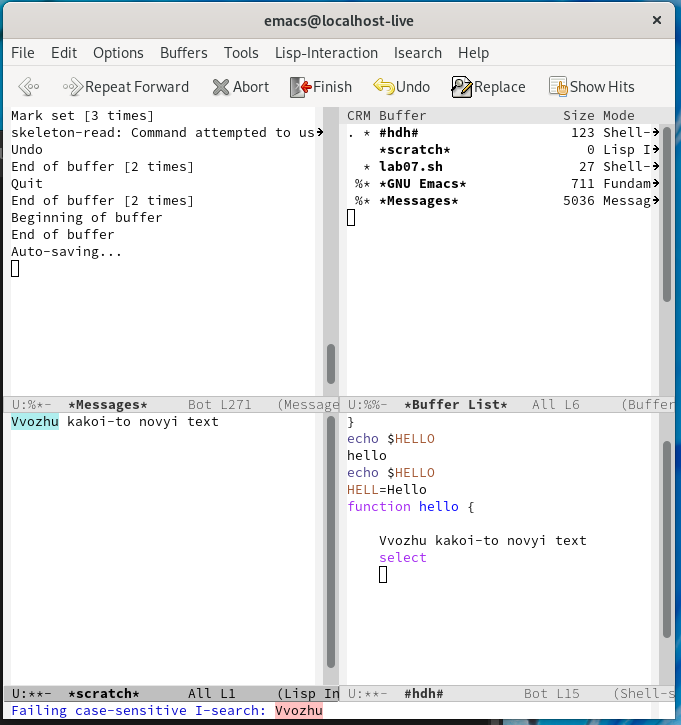 emacs@localhost-live
File Edit Options Buffers Tools Lisp-Interaction Isearch Help
Repeat Forward Abort Finish Undo Replace Show Hits
Mark set [3 times]
skeleton-read: Command attempted to us
Undo
End of buffer [2 times]
Quit
End of buffer [2 times]
Beginning of buffer
End of buffer
Auto-saving...
U:%*- *Messages* Bot L271 (Message
CRM Buffer Size Mode
. * #hdh# 123 Shell-
*scratch* 0 Lisp I
* lab07.sh 27 Shell-
%* *GNU Emacs* 711 Fundam
%* *Messages* 5036 Messag
U:%%- *Buffer List* All L6 (Buffer
Vvozhu kakoi-to novyi text
U:**- *scratch* All L1 (Lisp In
}
echo $HELLO
hello
echo $HELLO
HELL=Hello
function hello {
Vvozhu kakoi-to novyi text
select
U:**- #hdh# Bot L15 (Shell-s
Failing case-sensitive I-search: Vvozhu